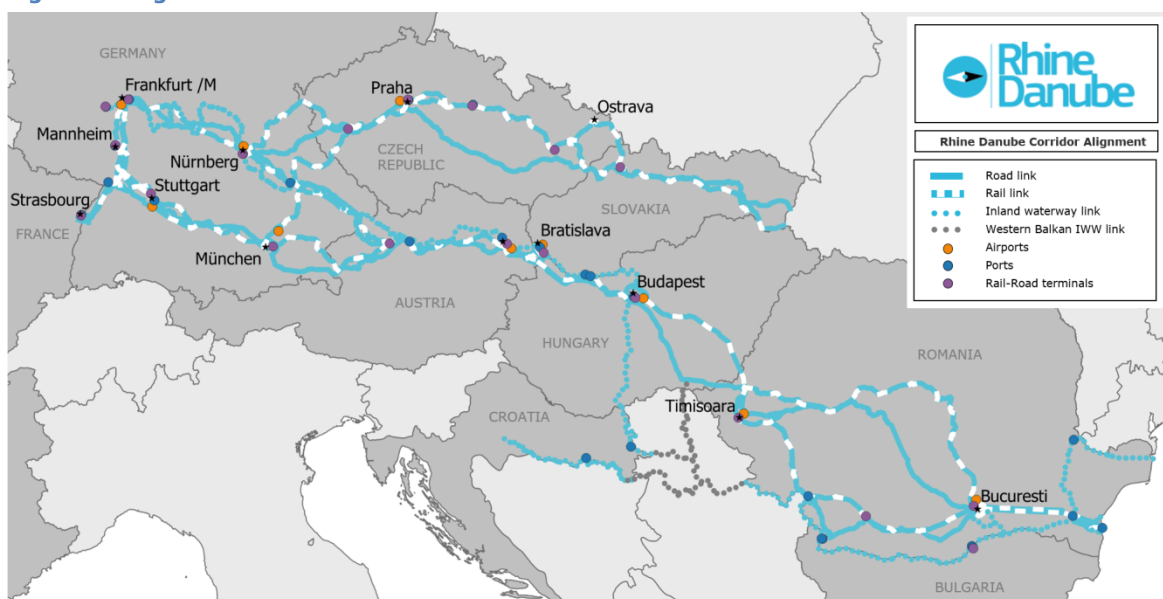 GERMANY
Frankfurt /M
Praha
Ostrava
Mannheim
CZECH
REPUBLIC
Nürnberg
Stuttgart
Strasbourg
SLOVAKIA
FRANCE
Bratislava
München
Budapest
AUSTRIA
HUNGARY
ROMANIA
CROATIA
Timisoara
Bucuresti
BULGARIA
Rhine
Danube
Rhine Danube Corridor Alignment
Road link
Rail link
Inland waterway link
Western Balkan IWW link
Airports
Ports
Rail-Road terminals